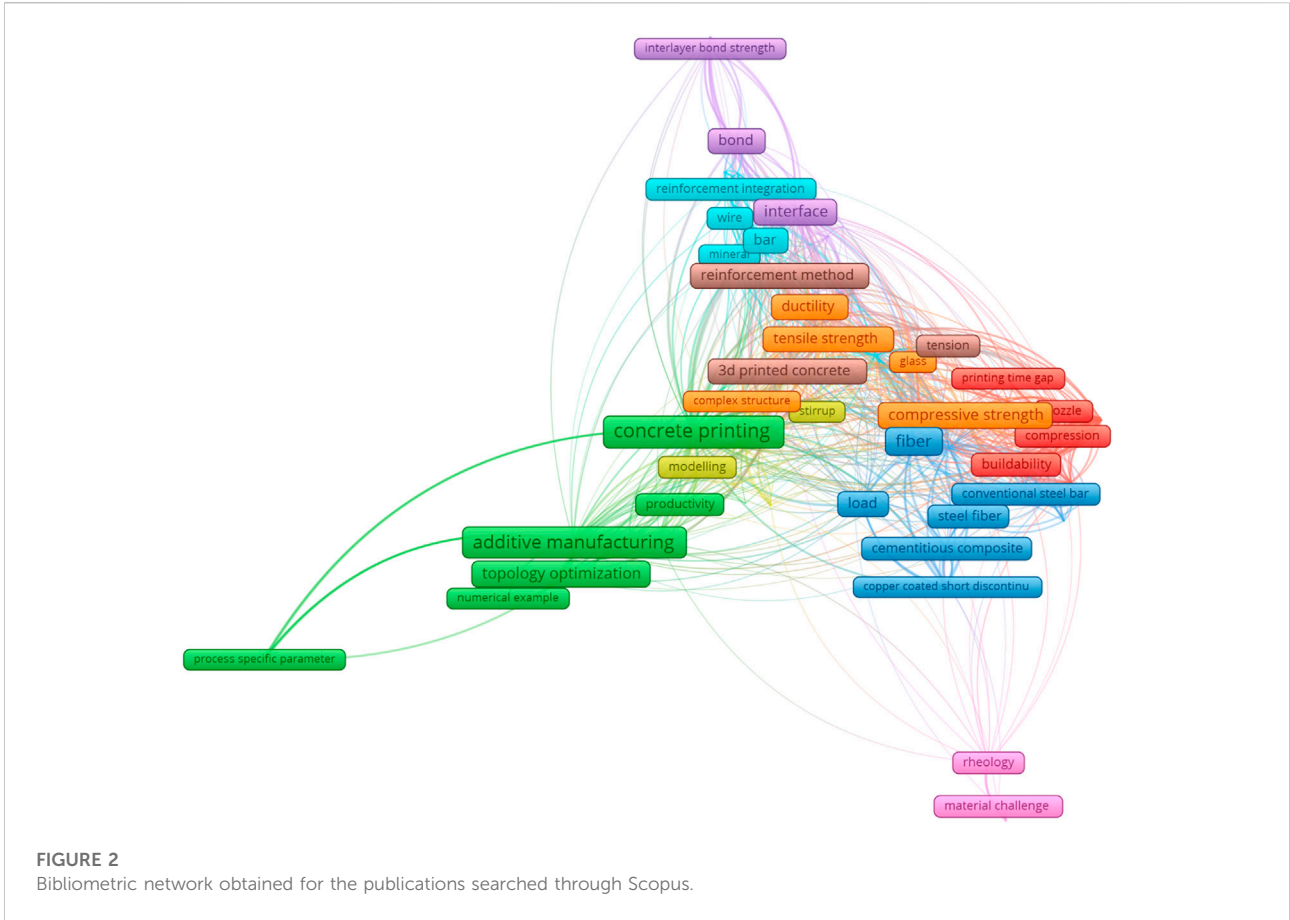 interlayer bond strength
bond
reinforcement integration
interface
wire
bar
mineral
reinforcement method
ductility
tensile strength
tension
glass
3d printed concrete
printing time gap
complex structure
stirrup
compressive strength
ozzle
concrete printing
fiber
compression
modelling
buildability
conventional steel bar
productivity
load
steel fiber
additive manufacturing
cementitious composite
topology optimization
copper coated short discontinu
numerical example
process specific parameter
rheology
material challenge
FIGURE 2
Bibliometric network obtained for the publications searched through Scopus.